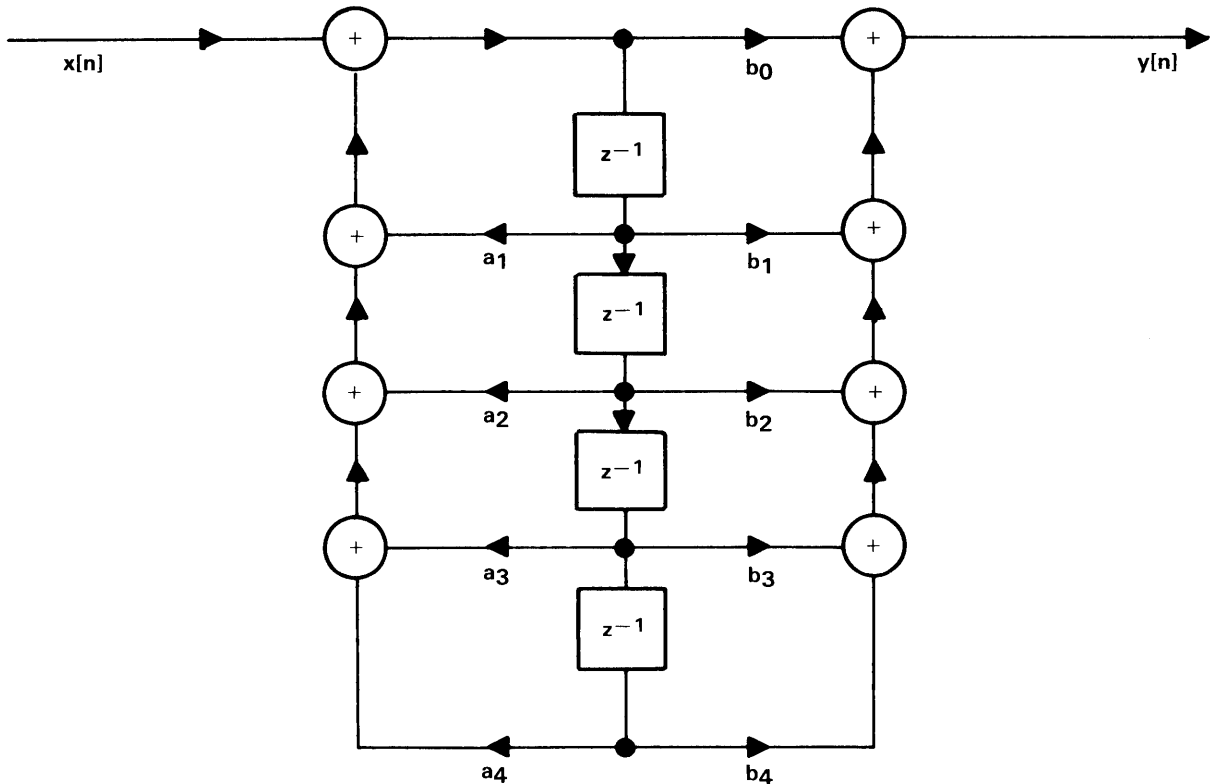 + +
x[n] b0 y[n]
z−1
+ +
a1 b1
z−1
+ +
a2 b2
z−1
+ +
a3 b3
z−1
a4 b4